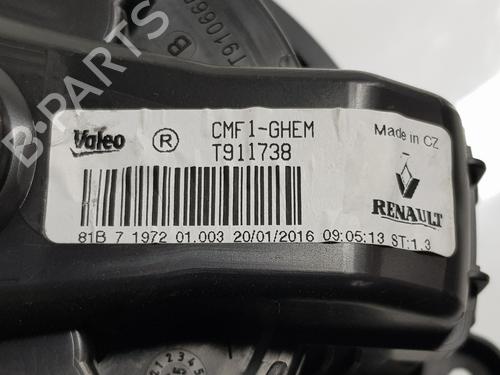 B-PARTS
B
Valeo ® CMF1-GHEM
T911738
Made in CZ
RENAULT
81B 7 1972 01.003 20/01/2016 09:05:13 ST:1.3